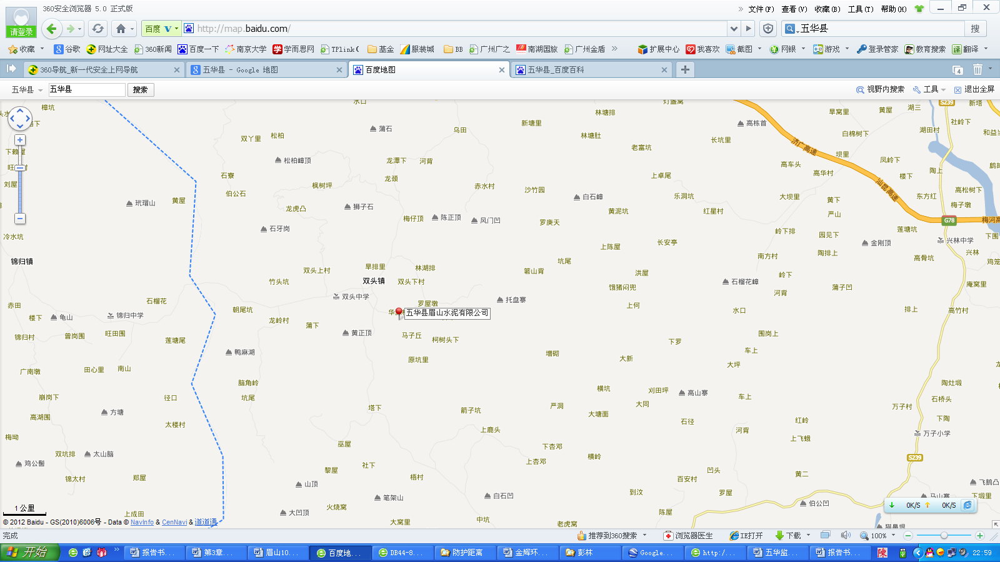 360安全浏览器 5.0 正式版
文件(F) 查看(V) 收藏(B) 工具(T) 帮助(H)
请登录
百度
http://map.baidu.com/
五华县
搜
收藏 谷歌 网址大全 360新闻 百度一下 南京大学 学而思网 TPlink( 基金 服装城 BB 广州广之 南湖国旅 广州金盾 扩展中心 我喜欢 截图 网银 游戏 登录管家 教育搜索 翻译
360导航_新一代安全上网导航 五华县 - Google 地图 百度地图 五华县_百度百科 4
五华县 五华县 搜索 视野内搜索 工具 退出全屏
樟坑 水口 灯盏窝 S239 新塔
林塘排 旱窝里 黄屋 湖三
新塘里 高栋首 社岭下
蒲石 乌田 湖田村
双丫里 松柏 林塘肚 长坑里 白棉树下 和益当
下赖屋 老富坑 济广高速 坝里
松柏嶂顶 龙潭下 河背 高车头 凤岭下
石寮 龙颈 上卓尾 高华村 楼下 陶上
刘屋 枫树坪 赤水村 沙竹园 汕昆高速 高松树下
伯公石 白石嶂 乐洞坑 大坝里 东方红
玳瑁山 黄屋 黄下 梅子墩
龙虎凸 狮子石 黄泥坑 红星村 严山
梅仔顶 陈正顶 风门凹 罗庚天 G78 梅河高
石牙岗 岭下排 园见下 莲塘坑
冷水坑 上陈屋 长安亭 金刚顶 兴林中学 下围
锦归镇 坑尾 南方村 陶排上 高骨坑 兴林 鸡笼
双头上村 旱排里 林湖排 箬山背 洪屋 岭下
竹头坑 双头镇 双头下村 石榴花嶂 庵窝里
饿猪闷兜 河背 蒲子凹
石榴花 双头中学 托盘寨
赤田 朝尾坑 罗屋墩 上何 水口 排上 高竹村
楼下 龟山 锦归中学 五华县眉山水泥有限公司
龙岭村 蒲下
锦归村 曾岗围 旺田围 黄正顶 马子丘 围岗上
莲塘尾 柯树头下 下罗
鸭麻湖 增砌 车上
原坑里 大新 大坪
广南墩 田心里 南山
脑角岭 陶灶塅
崩岗下 径口 坑尾 横坑 刈田坪 高山寨 车上 石桥头
高湖围 方塘 塔下 箭子坑 严洞 大塘面 大同 万子村 下陶
太楼村 上鹿头 石径 河背 红岭 万子小学
梅坳 巫屋 下杏邓 上飞蛾
双坑排 太山脑 横岭 S239
鸡公髻 社下 上杏邓
黎屋 凹头 黄二
锦太村 郑屋 山顶 梧村 百安村 飞鹅凸
笔架山 白石凹 到汶 罗屋 马山寨 下塅里
1 公里 火烧窝 伯公凹 0K/S 0K/S
上成田 大凹顶 陈屋
© 2012 Baidu - GS(2010)6006号 - Data © NavInfo & CenNavi & 道道通 大窝里 中坑 老虎窝
完成 推荐到360搜索 浏览器医生 IE打开 下载 100%
开始 报告书... 第3章... 眉山10... 百度地... DB44-8... 防护距离 金辉环... 彭林 Google... http:/... 五华监... 报告书... 陳 22:59